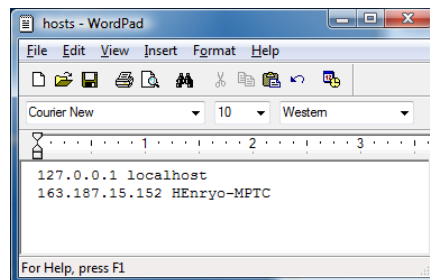 hosts - WordPad
File Edit View Insert Format Help
Courier New 10 Western
1 2 3
127.0.0.1 localhost
163.187.15.152 HEnryo-MPTC
For Help, press F1